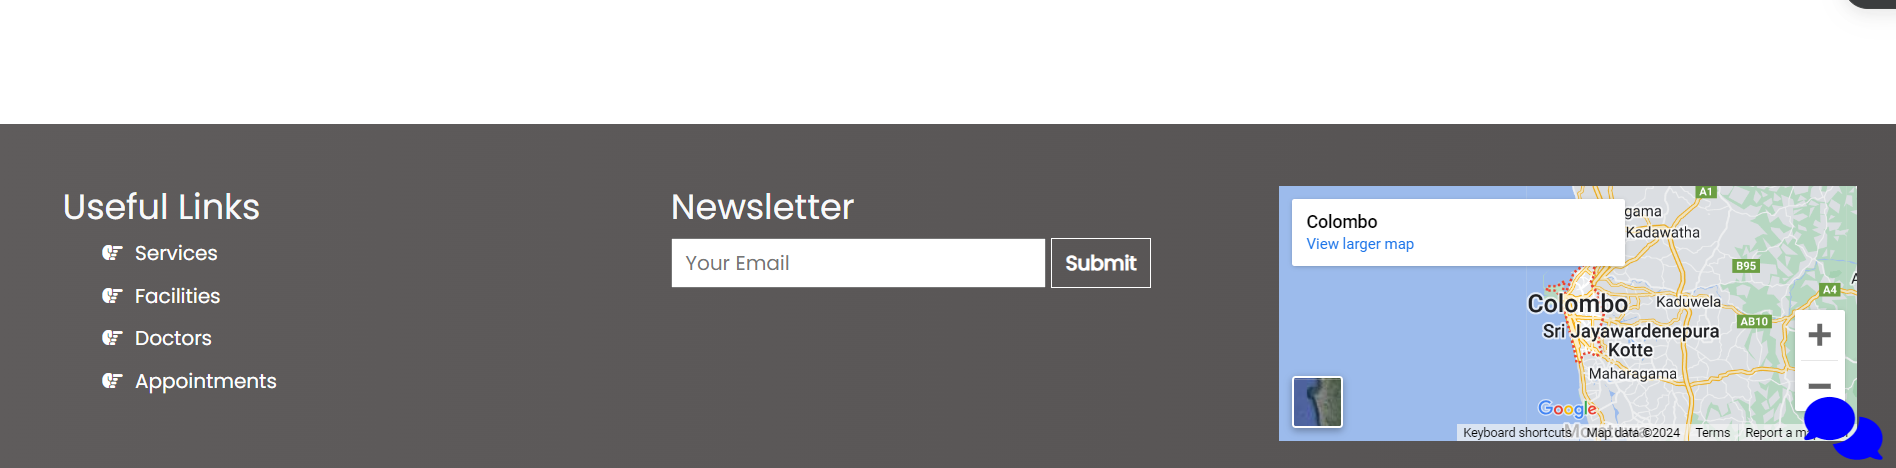 Useful Links
Services
Facilities
Doctors
Appointments
Newsletter
Your Email
Submit
Colombo
View larger map
A1
gama
Kadawatha
B95
A4
Colombo
Kaduwela
AB10
Sri Jayawardenepura
Kotte
Maharagama
Google
Keyboard shortcuts
Map data ©2024
Terms
Report a m